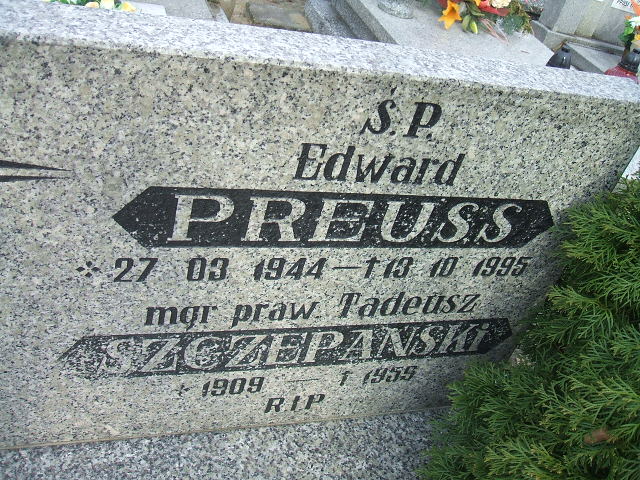 Ś.P.
Edward
PREUSS
27 03 1944 – †13 10 1995
mgr praw Tadeusz
SZCZEPAŃSKI
1909 – † 1955
R.I.P